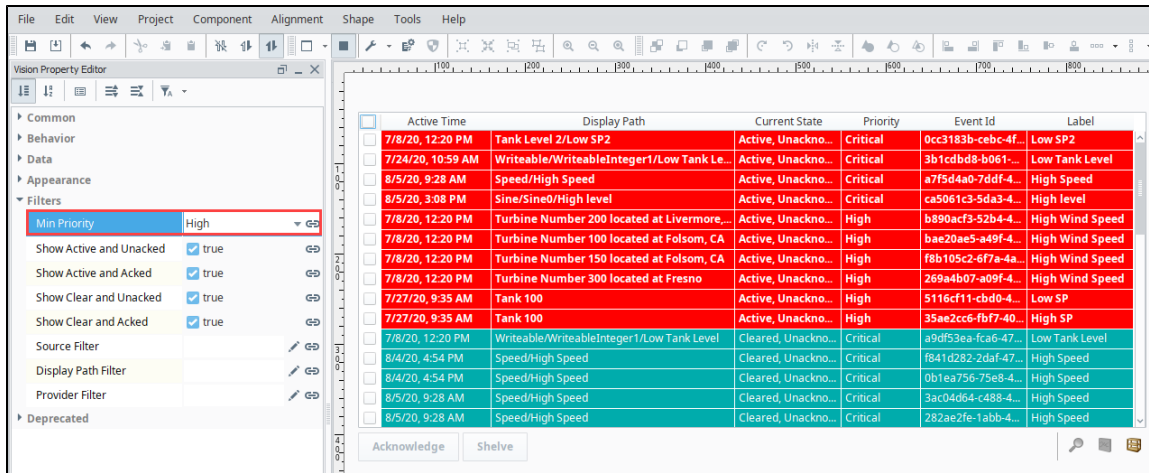 File Edit View Project Component Alignment Shape Tools Help
Vision Property Editor
Common
Behavior
Data
Appearance
Filters
Min Priority High
Show Active and Unacked true
Show Active and Acked true
Show Clear and Unacked true
Show Clear and Acked true
Source Filter
Display Path Filter
Provider Filter
Deprecated
100 200 300 400 500 600 700 800
Active Time Display Path Current State Priority Event Id Label
7/8/20, 12:20 PM Tank Level 2/Low SP2 Active, Unackno... Critical 0cc3183b-cebc-4f... Low SP2
7/24/20, 10:59 AM Writeable/WriteableInteger1/Low Tank Le... Active, Unackno... Critical 3b1cdbd8-b061-... Low Tank Level
8/5/20, 9:28 AM Speed/High Speed Active, Unackno... Critical a7f5d4a0-7ddf-4... High Speed
8/5/20, 3:08 PM Sine/Sine0/High level Active, Unackno... Critical ca5061c3-5da3-4... High level
7/8/20, 12:20 PM Turbine Number 200 located at Livermore,... Active, Unackno... High b890acf3-52b4-4... High Wind Speed
7/8/20, 12:20 PM Turbine Number 100 located at Folsom, CA Active, Unackno... High bae20ae5-a49f-4... High Wind Speed
7/8/20, 12:20 PM Turbine Number 150 located at Folsom, CA Active, Unackno... High f8b105c2-6f7a-4a... High Wind Speed
7/8/20, 12:20 PM Turbine Number 300 located at Fresno Active, Unackno... High 269a4b07-a09f-4... High Wind Speed
7/27/20, 9:35 AM Tank 100 Active, Unackno... High 5116cf11-cbd0-4... Low SP
7/27/20, 9:35 AM Tank 100 Active, Unackno... High 35ae2cc6-fbf7-40... High SP
7/8/20, 12:20 PM Writeable/WriteableInteger1/Low Tank Level Cleared, Unackno... Critical a9df53ea-fca6-47... Low Tank Level
8/4/20, 4:54 PM Speed/High Speed Cleared, Unackno... Critical f841d282-2daf-47... High Speed
8/4/20, 4:54 PM Speed/High Speed Cleared, Unackno... Critical 0b1ea756-75e8-4... High Speed
8/5/20, 9:28 AM Speed/High Speed Cleared, Unackno... Critical 3ac04d64-c488-4... High Speed
8/5/20, 9:28 AM Speed/High Speed Cleared, Unackno... Critical 282ae2fe-1abb-4... High Speed
Acknowledge Shelve